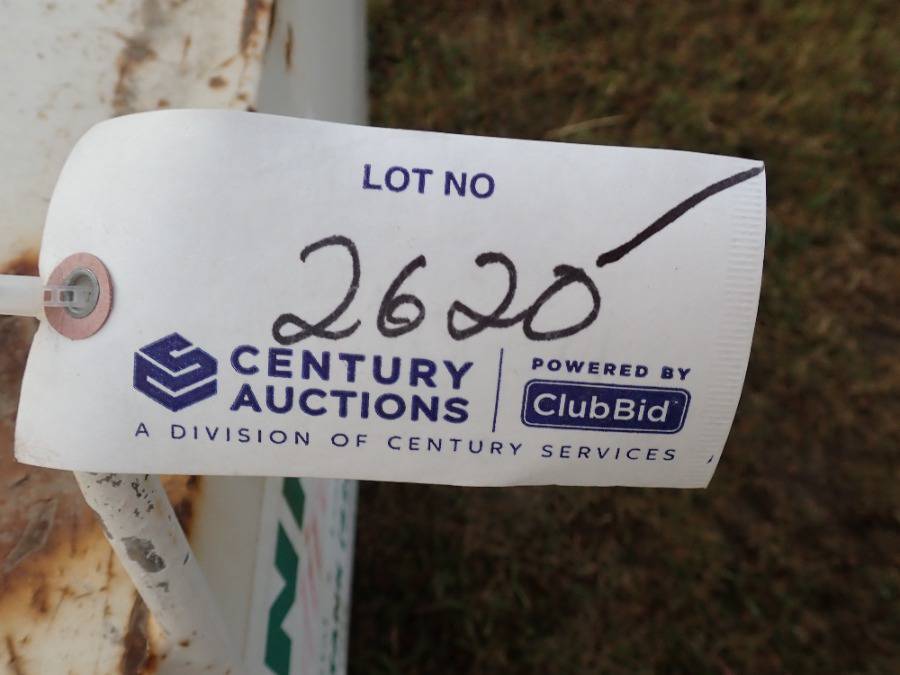 LOT NO
2620
CENTURY
AUCTIONS
POWERED BY
ClubBid
A DIVISION OF CENTURY SERVICES